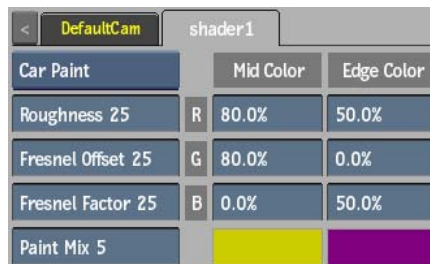 < DefaultCam shader1
Car Paint Mid Color Edge Color
Roughness 25 R 80.0% 50.0%
Fresnel Offset 25 G 80.0% 0.0%
Fresnel Factor 25 B 0.0% 50.0%
Paint Mix 5